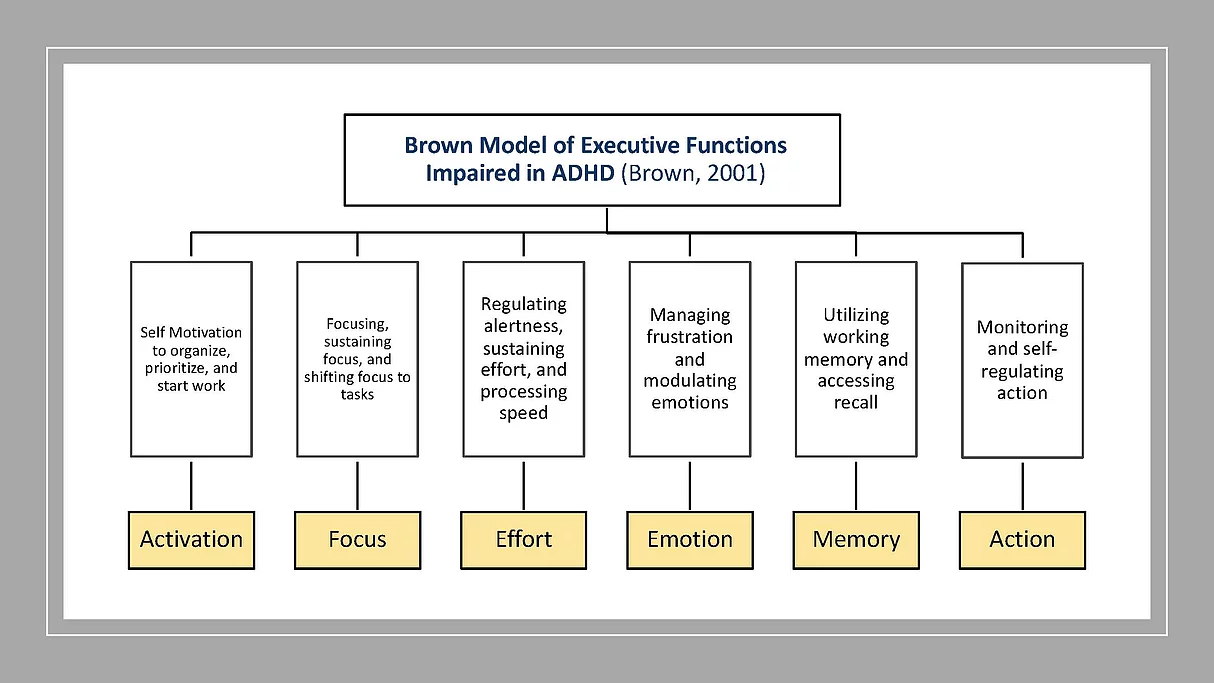 Brown Model of Executive Functions
Impaired in ADHD (Brown, 2001)
Self Motivation
to organize,
prioritize, and
start work
Focusing,
sustaining
focus, and
shifting focus to
tasks
Regulating
alertness,
sustaining
effort, and
processing
speed
Managing
frustration
and
modulating
emotions
Utilizing
working
memory and
accessing
recall
Monitoring
and self-
regulating
action
Activation
Focus
Effort
Emotion
Memory
Action